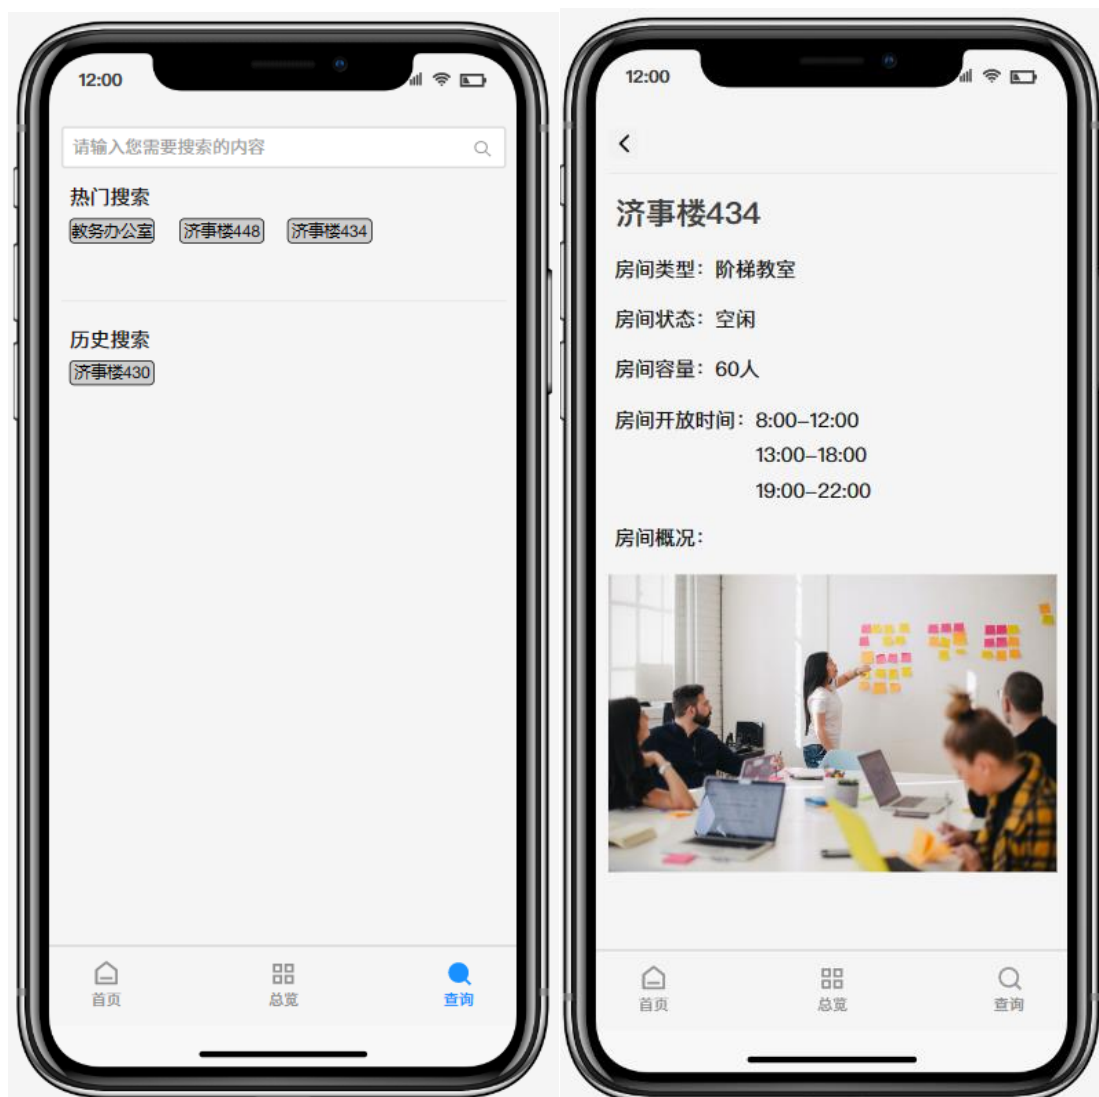 12:00
请输入您需要搜索的内容
热门搜索
教务办公室 济事楼448 济事楼434
历史搜索
济事楼430
首页 总览 查询
12:00
济事楼434
房间类型：阶梯教室
房间状态：空闲
房间容量：60人
房间开放时间：8:00–12:00
13:00–18:00
19:00–22:00
房间概况：
首页 总览 查询